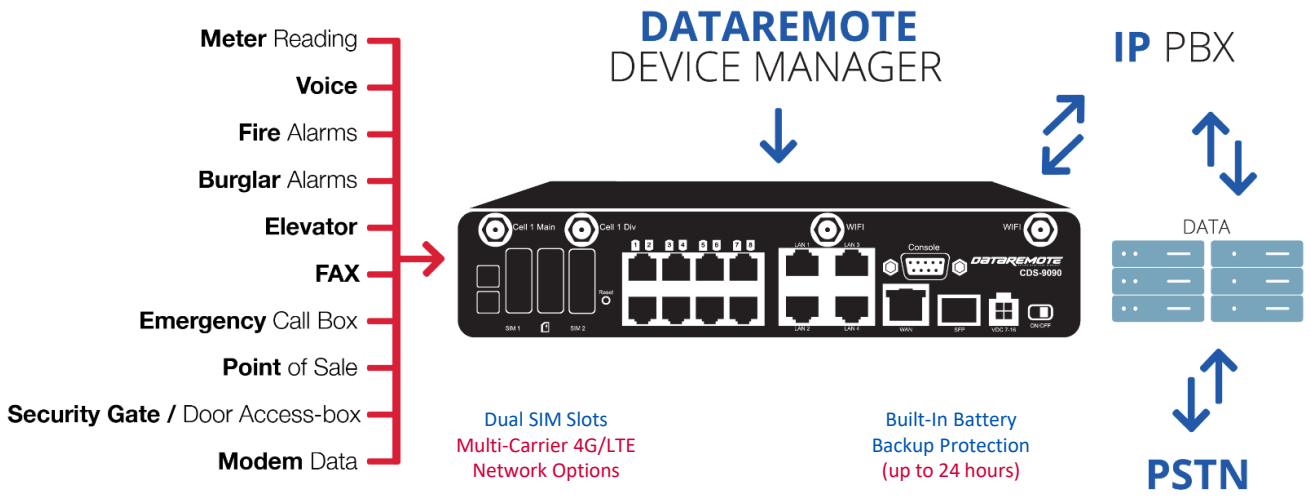 Meter Reading
Voice
Fire Alarms
Burglar Alarms
Elevator
FAX
Emergency Call Box
Point of Sale
Security Gate / Door Access-box
Modem Data
DATAREMOTE
DEVICE MANAGER
IP PBX
Cell 1 Main
Cell 1 Div
WIFI
WIFI
1 2 3 4 5 6 7 8
LAN 1
LAN 3
Console
DATAREMOTE
CDS-9090
Reset
SIM 1
SIM 2
LAN 2
LAN 4
WAN
SFP
VDC 7-16
ON/OFF
DATA
Dual SIM Slots
Multi-Carrier 4G/LTE
Network Options
Built-In Battery
Backup Protection
(up to 24 hours)
PSTN